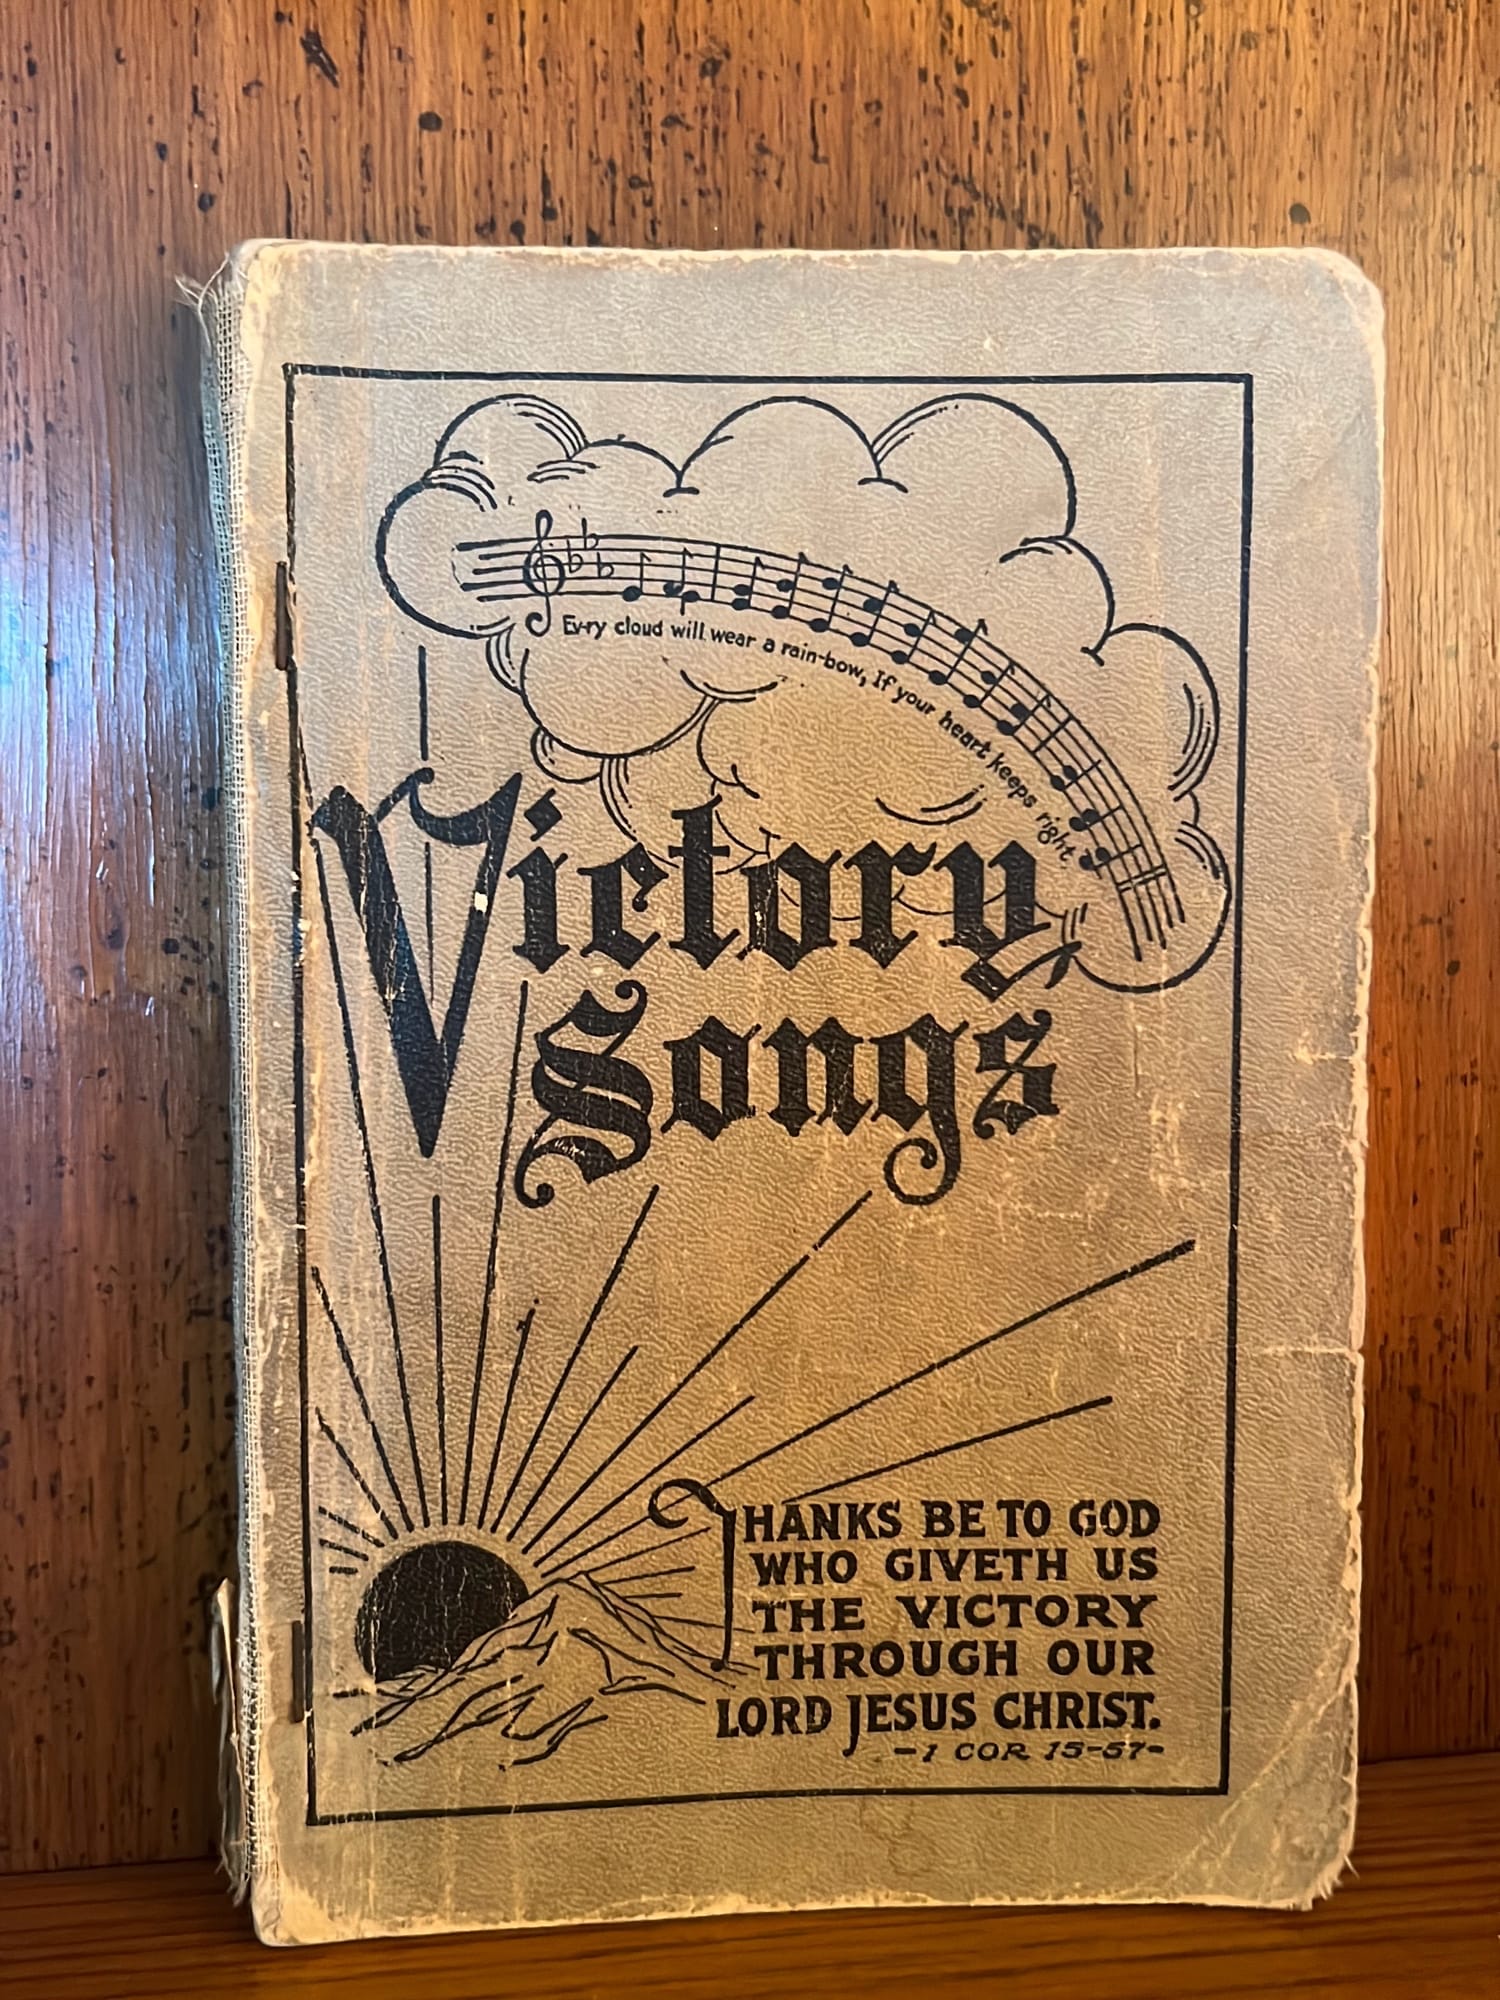 Ev-ry cloud will wear a rain-bow, If your heart keeps right.
Victory
Songs
THANKS BE TO GOD
WHO GIVETH US
THE VICTORY
THROUGH OUR
LORD JESUS CHRIST.
-1 COR 15-57-